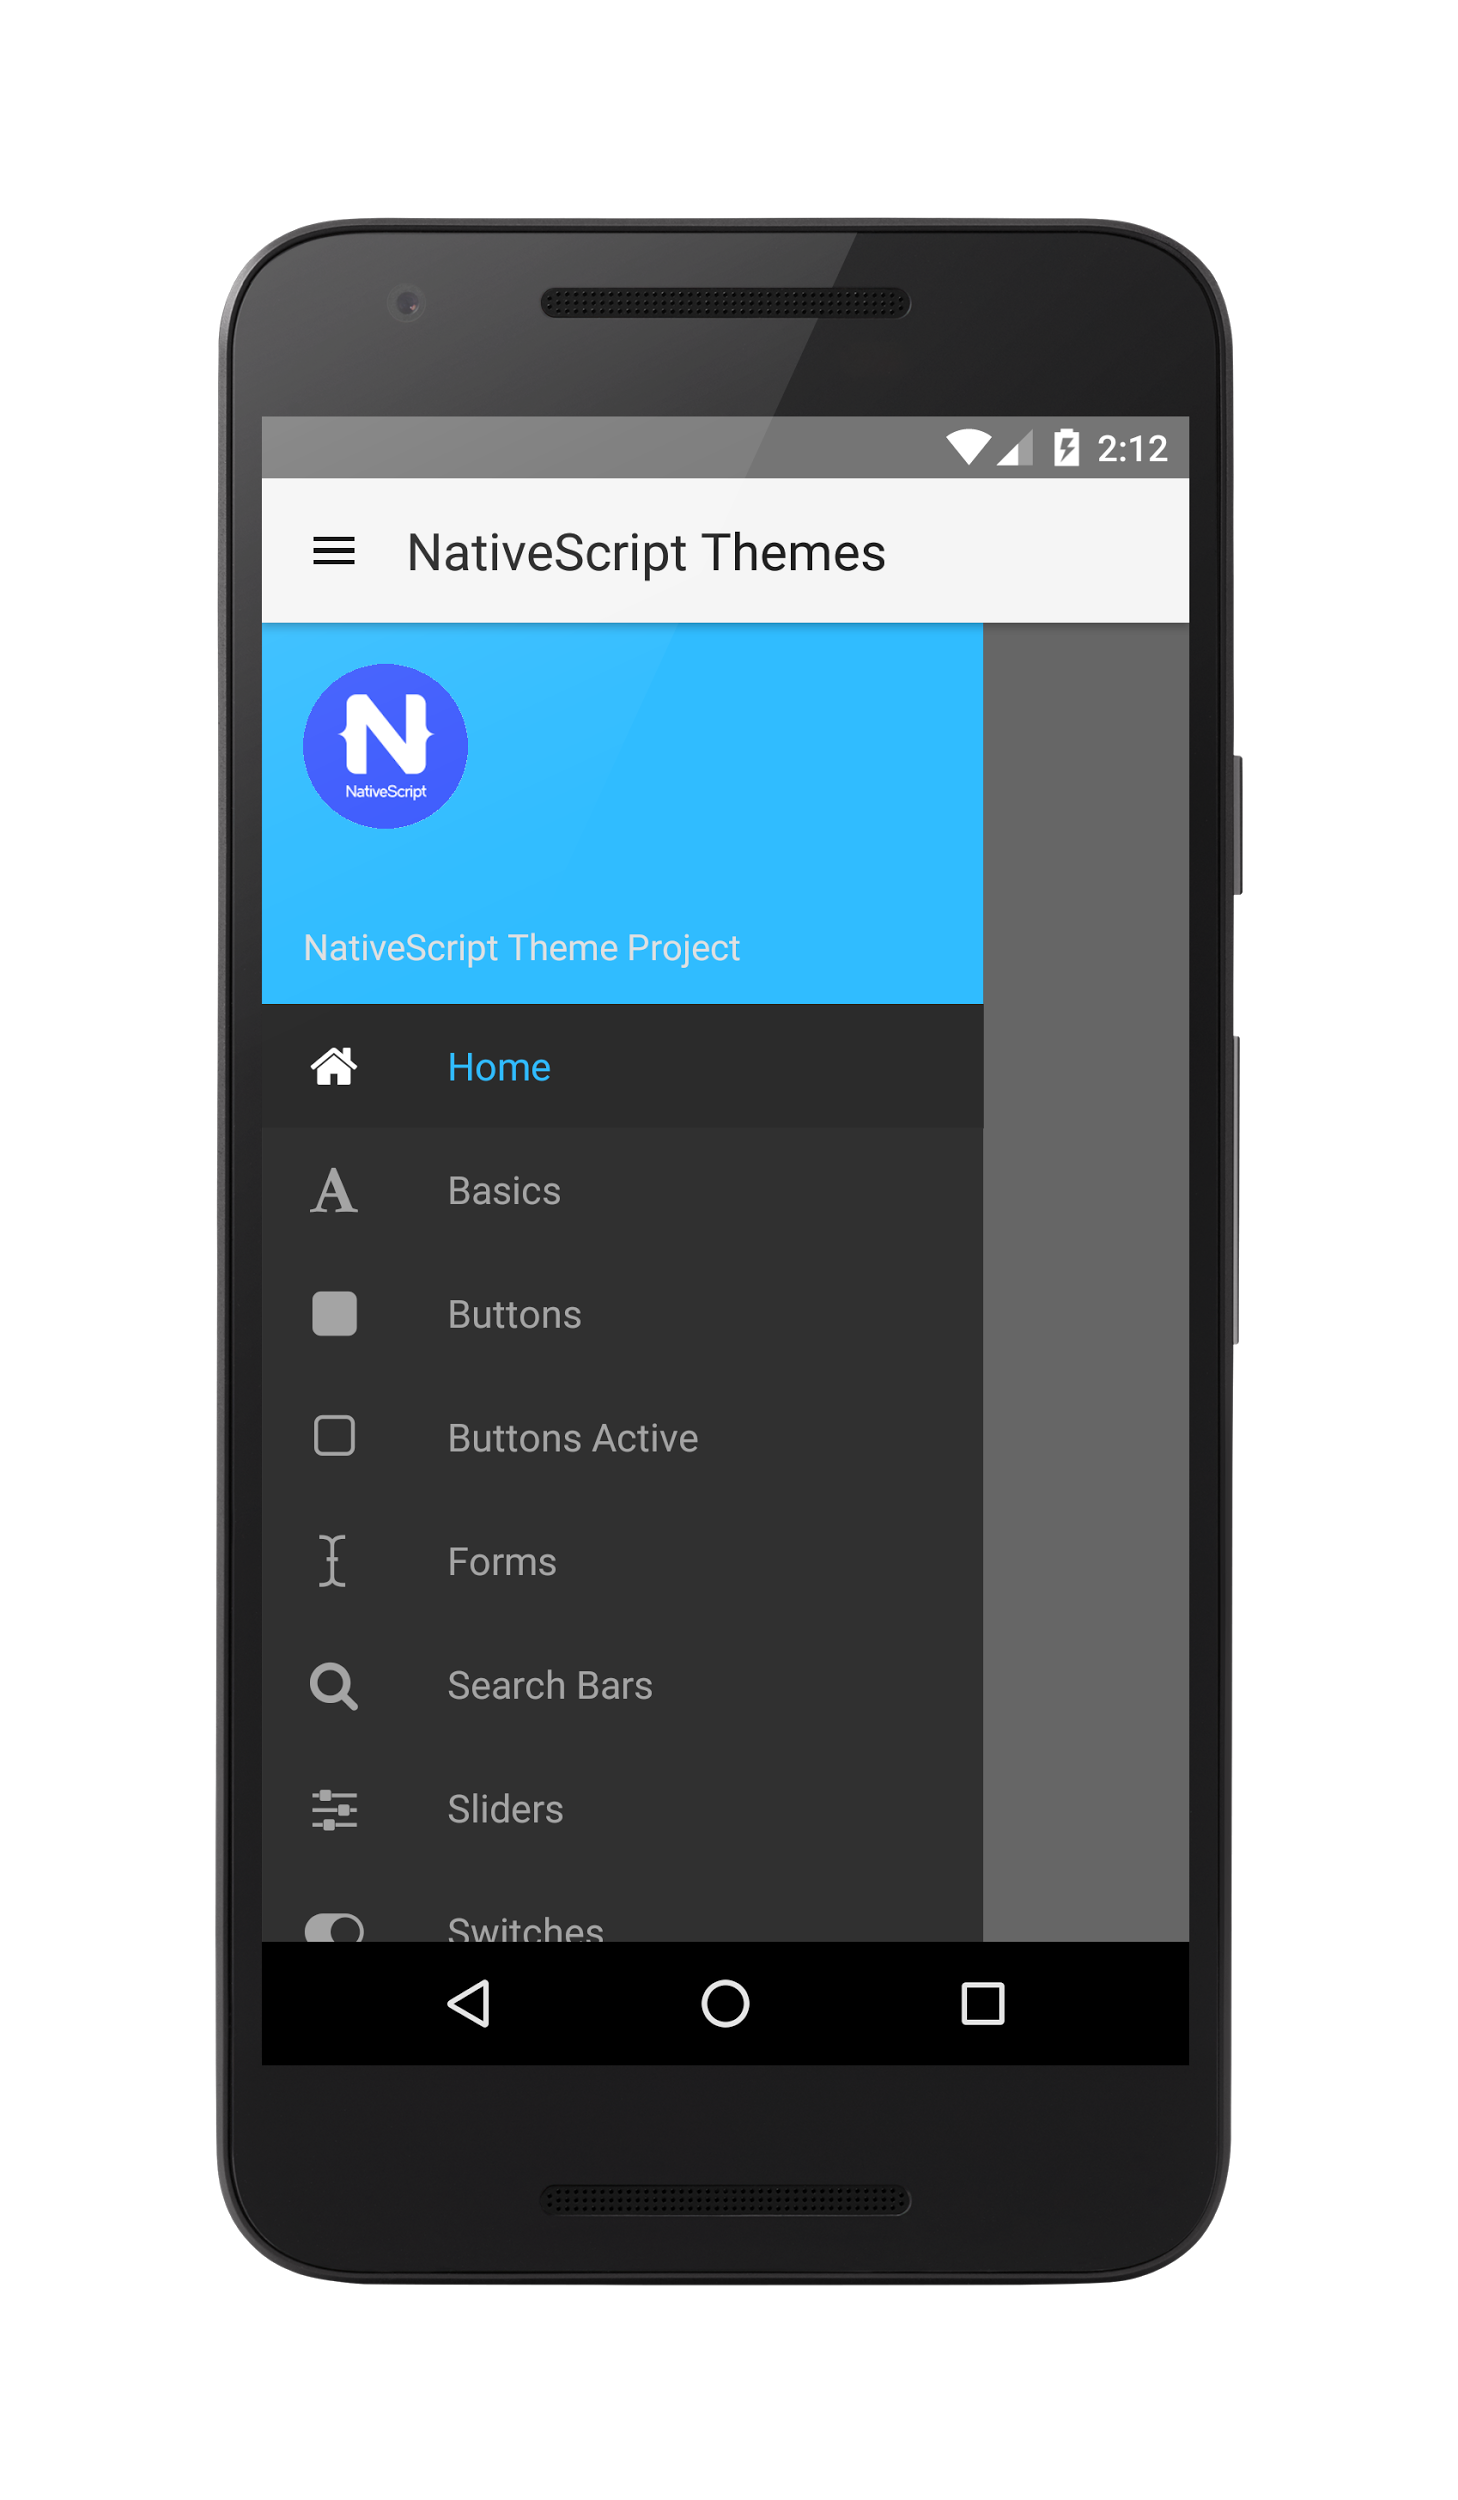 2:12
NativeScript Themes
N
NativeScript
NativeScript Theme Project
Home
Basics
Buttons
Buttons Active
Forms
Search Bars
Sliders
Switches